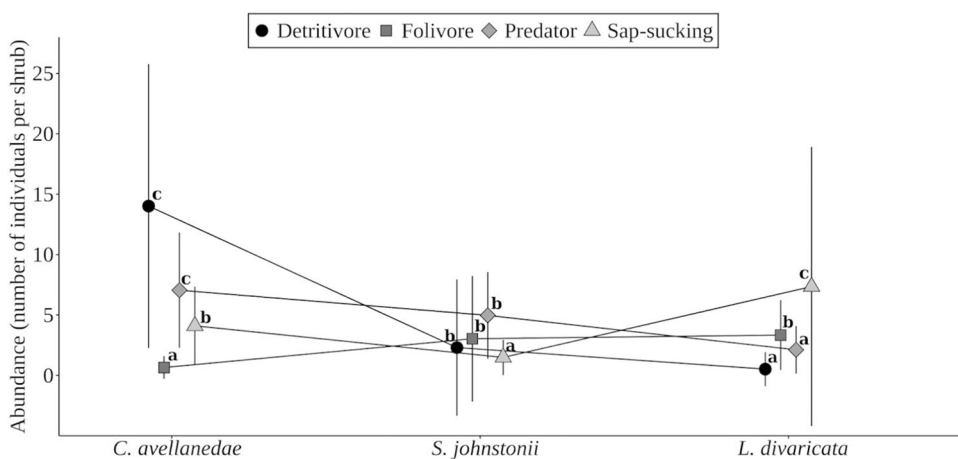 Detritivore Folivore Predator Sap-sucking
Abundance (number of individuals per shrub)
25
20
15
10
5
0
c
c
b
a
b
b
b
a
c
b
a
a
C. avellanedae S. johnstonii L. divaricata